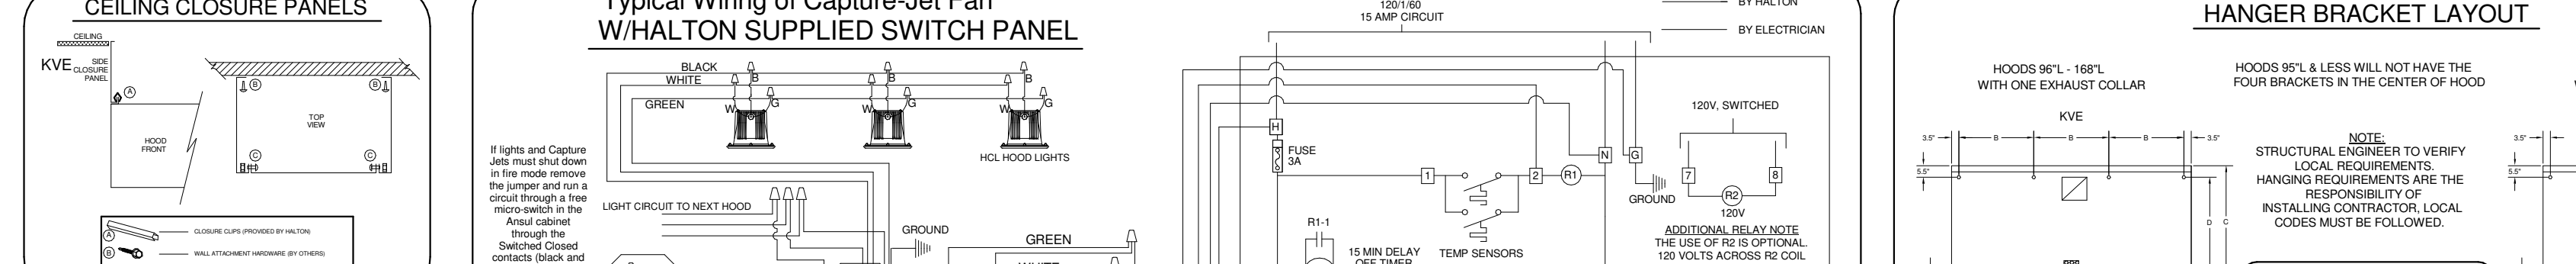 CEILING CLOSURE PANELS
CEILING
KVE
SIDE
CLOSURE
PANEL
A
HOOD
FRONT
B
B
TOP
VIEW
C
C
A
CLOSURE CLIPS (PROVIDED BY HALTON)
B
WALL ATTACHMENT HARDWARE (BY OTHERS)
Typical Wiring of Capture-Jet Fan
W/HALTON SUPPLIED SWITCH PANEL
BLACK
WHITE
GREEN
B
B
B
W
G
W
G
W
G
HCL HOOD LIGHTS
If lights and Capture
Jets must shut down
in fire mode remove
the jumper and run a
circuit through a free
micro-switch in the
Ansul cabinet
through the
Switched Closed
contacts (black and
LIGHT CIRCUIT TO NEXT HOOD
GROUND
GREEN
WHITE
120/1/60
15 AMP CIRCUIT
BY HALTON
BY ELECTRICIAN
H
FUSE
3A
N
G
1
2
R1
GROUND
R1-1
15 MIN DELAY
OFF TIMER
TEMP SENSORS
120V, SWITCHED
7
8
R2
120V
ADDITIONAL RELAY NOTE
THE USE OF R2 IS OPTIONAL.
120 VOLTS ACROSS R2 COIL
HANGER BRACKET LAYOUT
HOODS 96"L - 168"L
WITH ONE EXHAUST COLLAR
KVE
3.5"
B
B
B
3.5"
5.5"
D
C
HOODS 95"L & LESS WILL NOT HAVE THE
FOUR BRACKETS IN THE CENTER OF HOOD
NOTE:
STRUCTURAL ENGINEER TO VERIFY
LOCAL REQUIREMENTS.
HANGING REQUIREMENTS ARE THE
RESPONSIBILITY OF
INSTALLING CONTRACTOR, LOCAL
CODES MUST BE FOLLOWED.
3.5"
5.5"